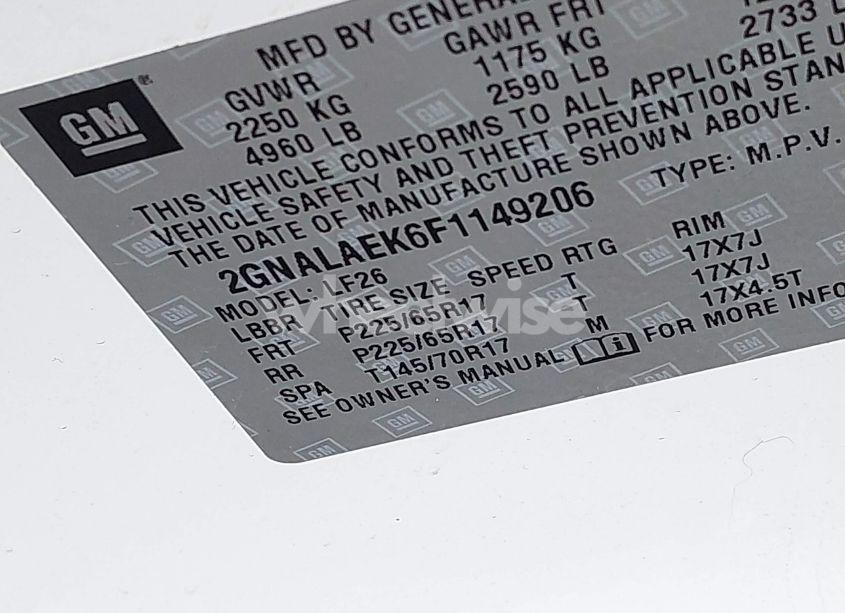 MFD BY GENERAL
GM®
GVWR GAWR FRT
2250 KG 1175 KG
4960 LB 2590 LB 2733 L
THIS VEHICLE CONFORMS TO ALL APPLICABLE U
VEHICLE SAFETY AND THEFT PREVENTION STAN
THE DATE OF MANUFACTURE SHOWN ABOVE.
2GNALAEK6F1149206 TYPE: M.P.V.
MODEL: LF26
LBBR TIRE SIZE SPEED RTG RIM
FRT P225/65R17 T 17X7J
RR P225/65R17 T 17X7J
SPA T145/70R17 M 17X4.5T
SEE OWNER'S MANUAL FOR MORE INFO
wheelwise